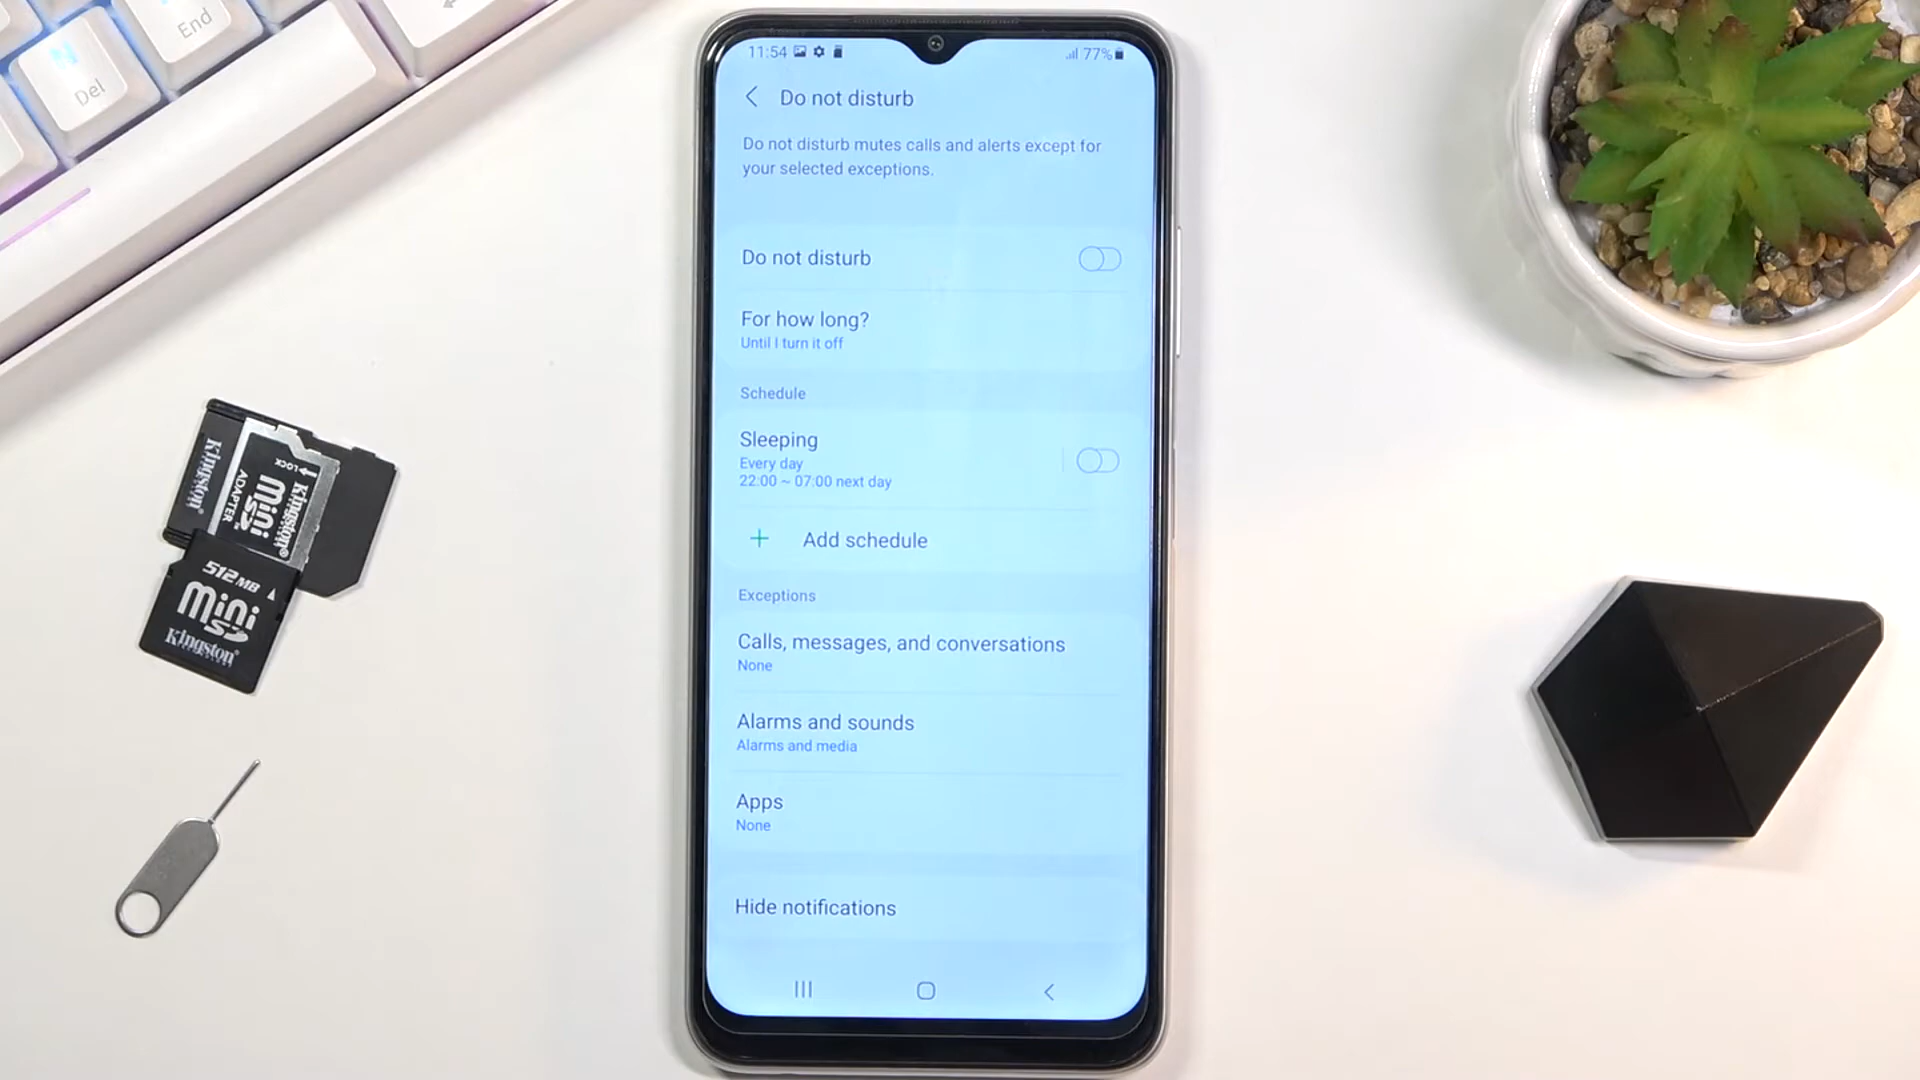 End
Del
11:54
77%
Do not disturb
Do not disturb mutes calls and alerts except for
your selected exceptions.
Do not disturb
For how long?
Until I turn it off
Schedule
Sleeping
Every day
22:00 ~ 07:00 next day
Add schedule
Exceptions
Calls, messages, and conversations
None
Alarms and sounds
Alarms and media
Apps
None
Hide notifications
Kingston
LOCK
Kingston
mini
SD
ADAPTER
512 MB
mini
SD
Kingston
TECHNOLOGY